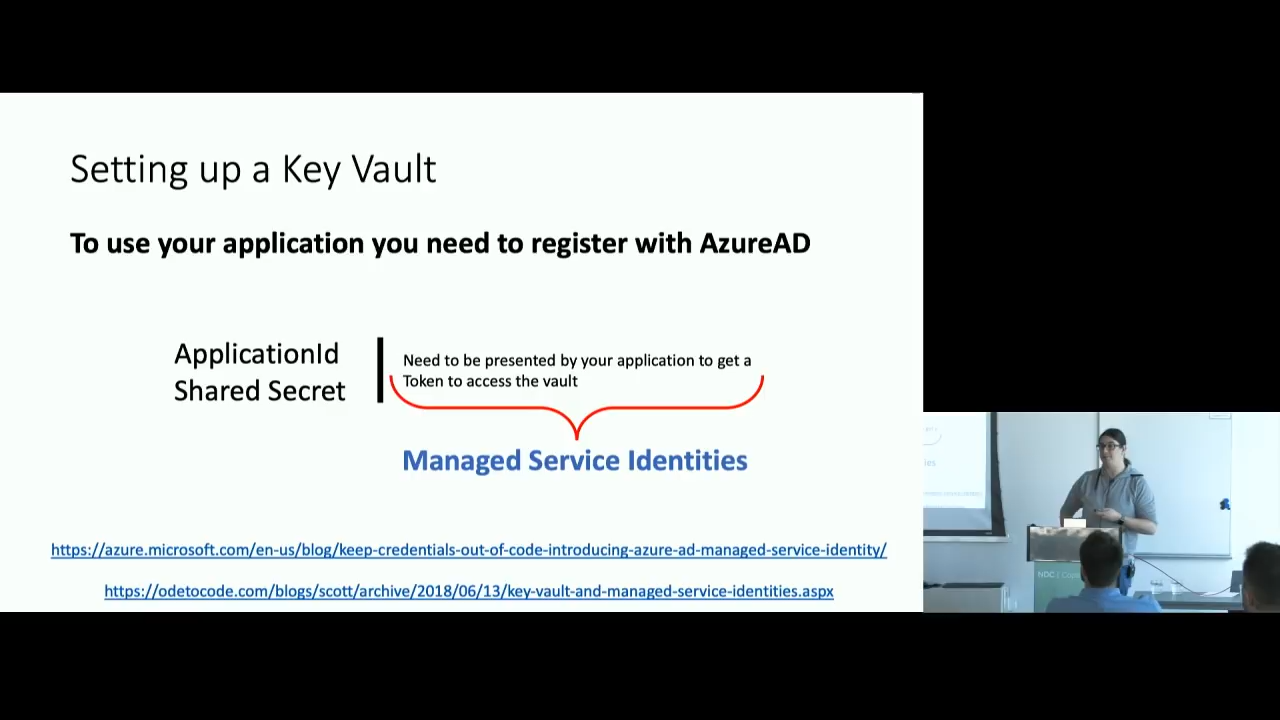 Setting up a Key Vault
To use your application you need to register with AzureAD
ApplicationId
Shared Secret
Need to be presented by your application to get a
Token to access the vault
Managed Service Identities
https://azure.microsoft.com/en-us/blog/keep-credentials-out-of-code-introducing-azure-ad-managed-service-identity/
https://odetocode.com/blogs/scott/archive/2018/06/13/key-vault-and-managed-service-identities.aspx
NDC